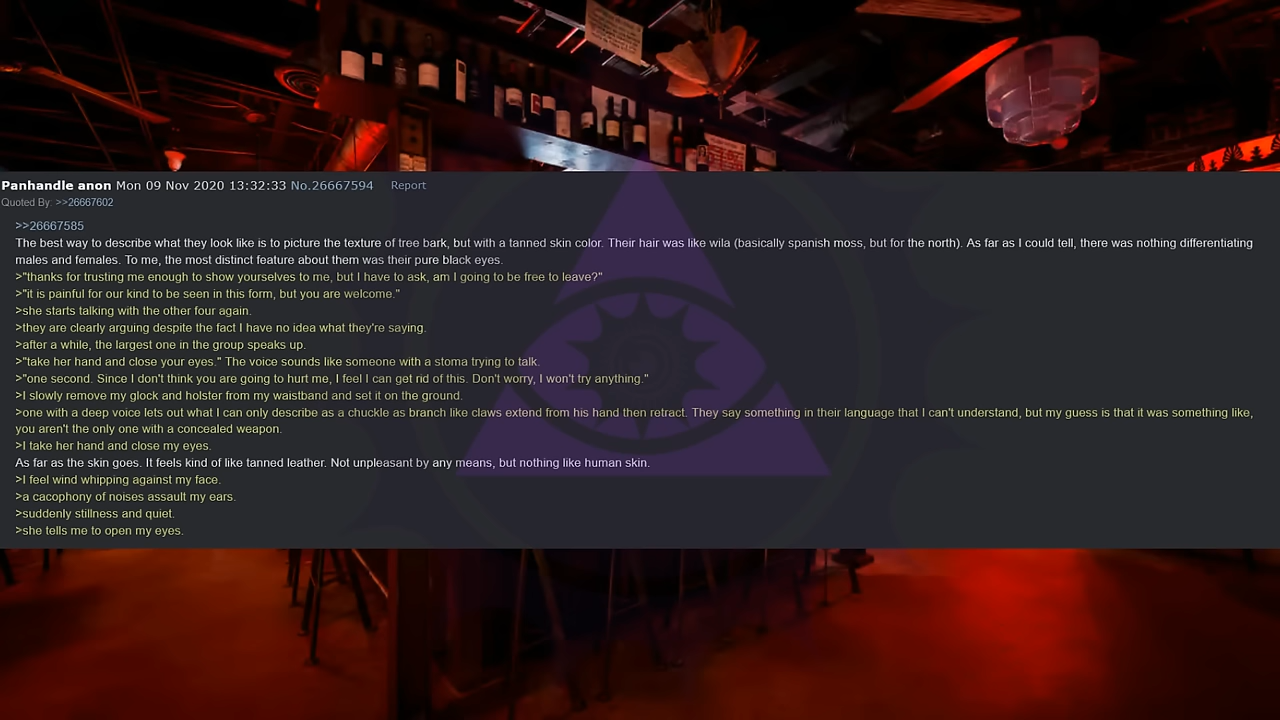 Panhandle anon Mon 09 Nov 2020 13:32:33 No.26667594 Report
Quoted By: >>26667602
>>26667585
The best way to describe what they look like is to picture the texture of tree bark, but with a tanned skin color. Their hair was like wila (basically spanish moss, but for the north). As far as I could tell, there was nothing differentiating
males and females. To me, the most distinct feature about them was their pure black eyes.
>"thanks for trusting me enough to show yourselves to me, but I have to ask, am I going to be free to leave?"
>"it is painful for our kind to be seen in this form, but you are welcome."
>she starts talking with the other four again.
>they are clearly arguing despite the fact I have no idea what they're saying.
>after a while, the largest one in the group speaks up.
>"take her hand and close your eyes." The voice sounds like someone with a stoma trying to talk.
>"one second. Since I don't think you are going to hurt me, I feel I can get rid of this. Don't worry, I won't try anything."
>I slowly remove my glock and holster from my waistband and set it on the ground.
>one with a deep voice lets out what I can only describe as a chuckle as branch like claws extend from his hand then retract. They say something in their language that I can't understand, but my guess is that it was something like,
you aren't the only one with a concealed weapon.
>I take her hand and close my eyes.
As far as the skin goes. It feels kind of like tanned leather. Not unpleasant by any means, but nothing like human skin.
>I feel wind whipping against my face.
>a cacophony of noises assault my ears.
>suddenly stillness and quiet.
>she tells me to open my eyes.